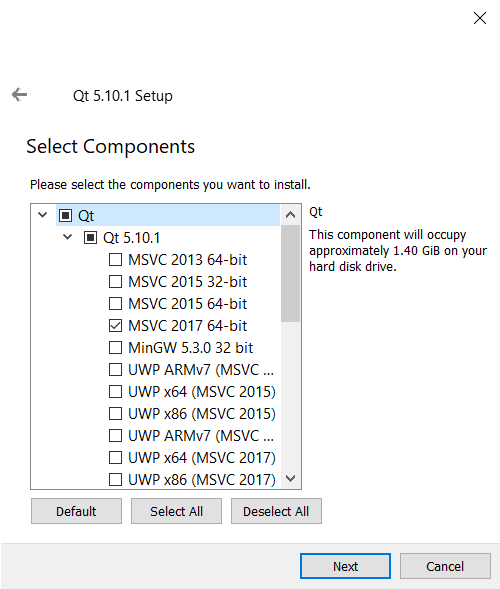 Qt 5.10.1 Setup
Select Components
Please select the components you want to install.
Qt
Qt 5.10.1
MSVC 2013 64-bit
MSVC 2015 32-bit
MSVC 2015 64-bit
MSVC 2017 64-bit
MinGW 5.3.0 32 bit
UWP ARMv7 (MSVC ...
UWP x64 (MSVC 2015)
UWP x86 (MSVC 2015)
UWP ARMv7 (MSVC ...
UWP x64 (MSVC 2017)
UWP x86 (MSVC 2017)
Qt
This component will occupy
approximately 1.40 GiB on your
hard disk drive.
Default
Select All
Deselect All
Next
Cancel